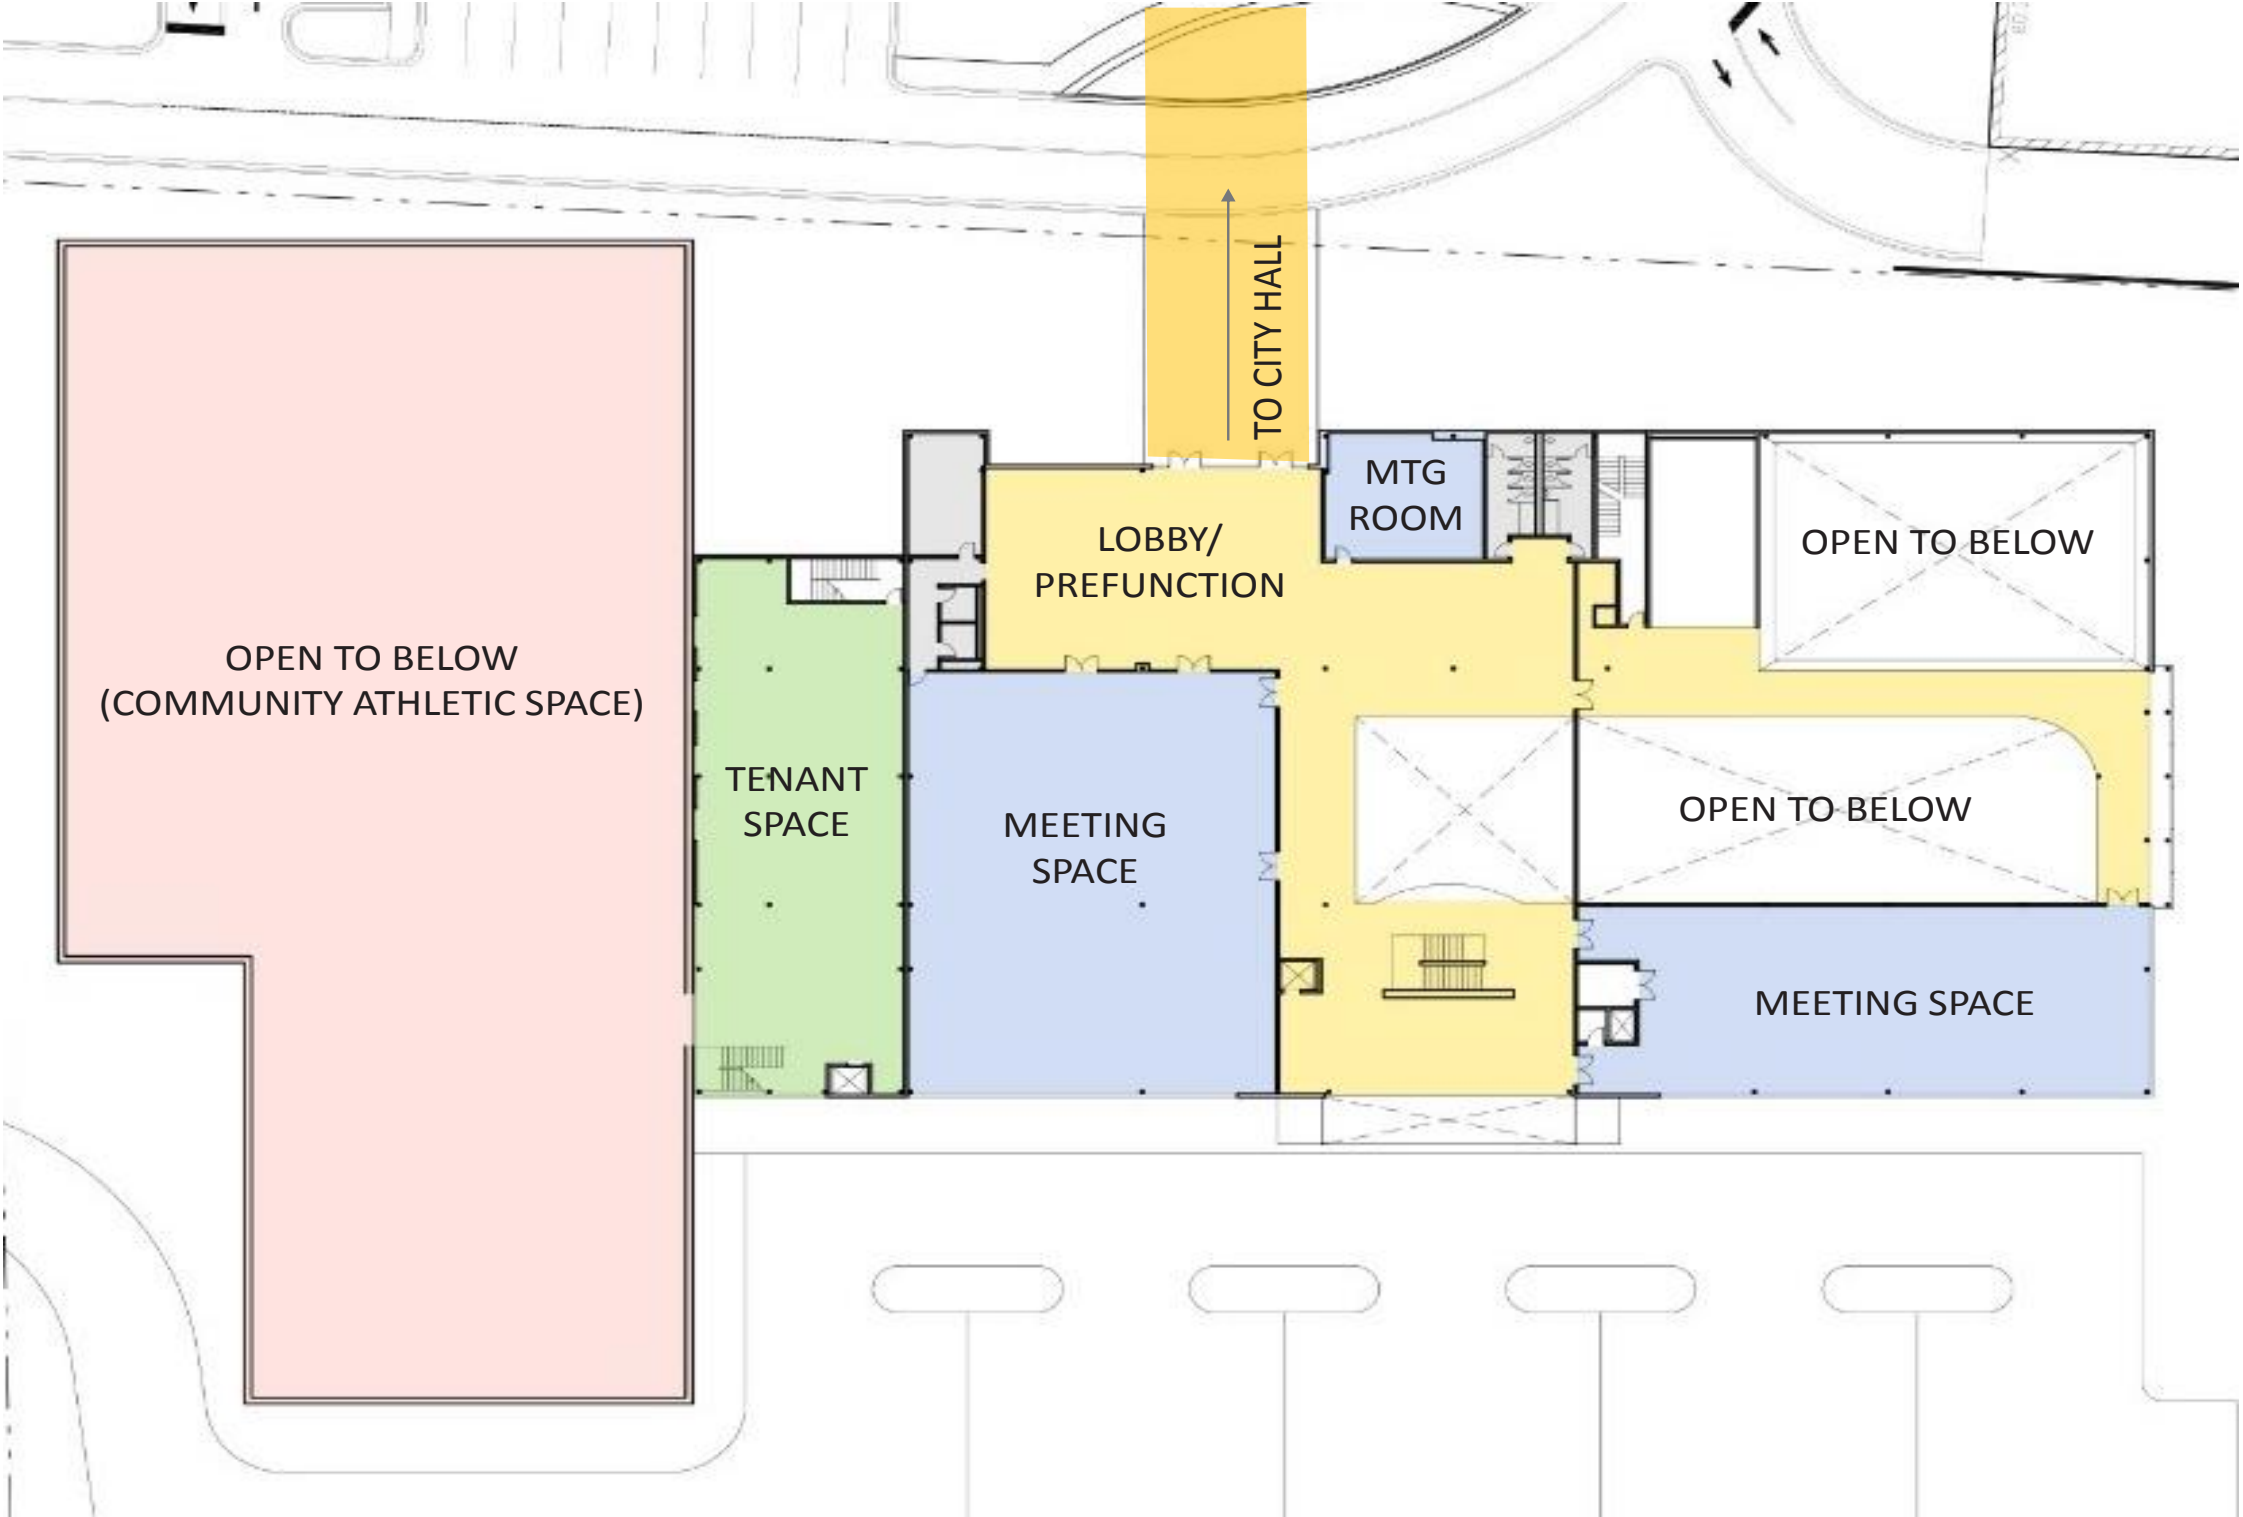 TO CITY HALL
MTG
ROOM
LOBBY/
PREFUNCTION
OPEN TO BELOW
OPEN TO BELOW
(COMMUNITY ATHLETIC SPACE)
TENANT
SPACE
MEETING
SPACE
OPEN TO BELOW
MEETING SPACE